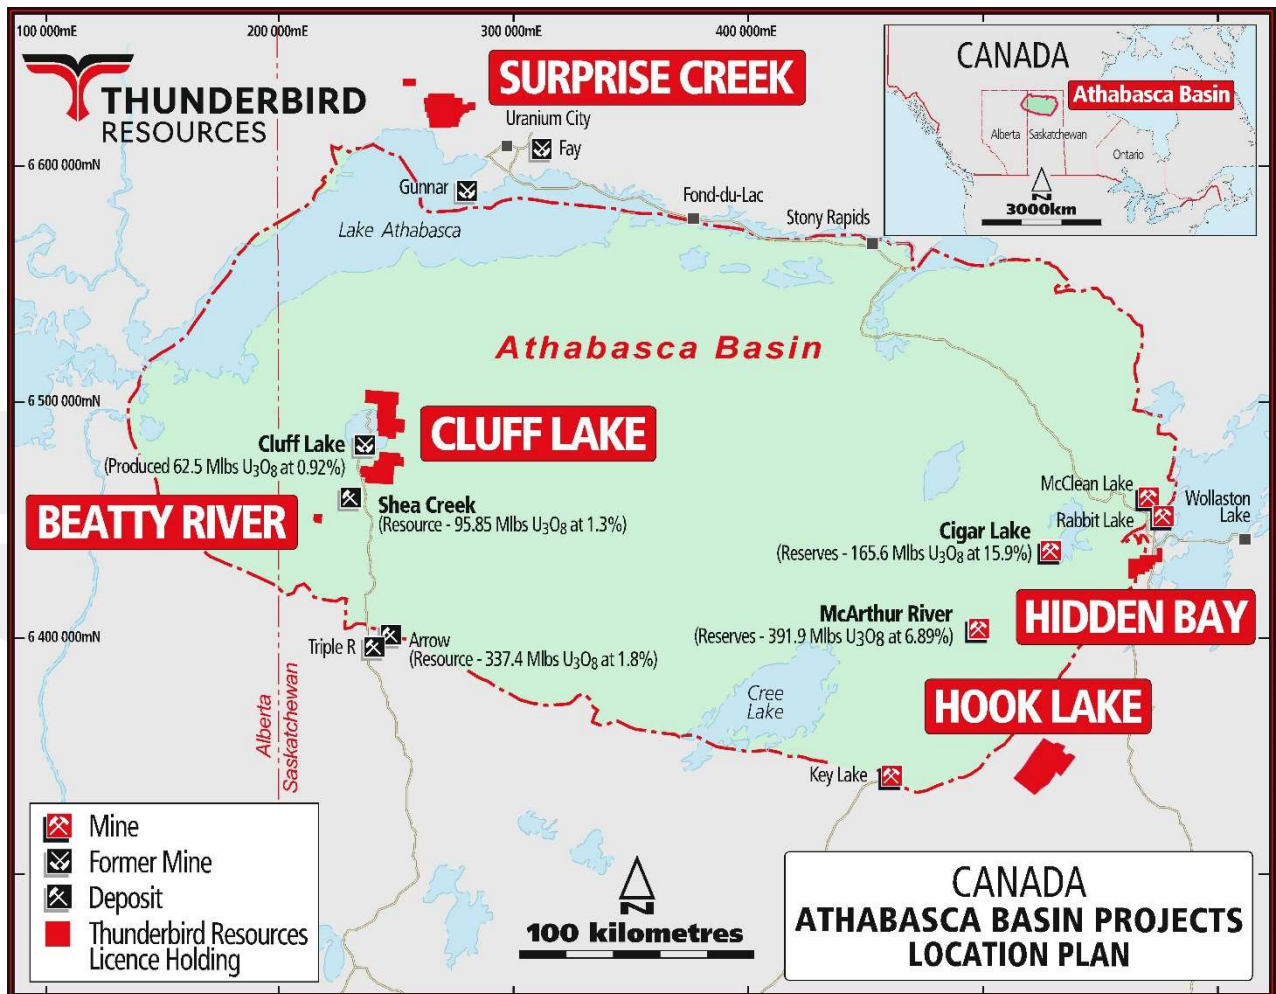 100 000mE
200 000mE
300 000mE
400 000mE
THUNDERBIRD
RESOURCES
SURPRISE CREEK
CANADA
Athabasca Basin
Alberta
Saskatchewan
Ontario
N
3000km
Uranium City
Fay
6 600 000mN
Gunnar
Fond-du-Lac
Stony Rapids
Lake Athabasca
Athabasca Basin
6 500 000mN
CLUFF LAKE
Cluff Lake
(Produced 62.5 Mlbs U₃O₈ at 0.92%)
Shea Creek
(Resource - 95.85 Mlbs U₃O₈ at 1.3%)
BEATTY RIVER
McClean Lake
Rabbit Lake
Wollaston
Lake
Cigar Lake
(Reserves - 165.6 Mlbs U₃O₈ at 15.9%)
HIDDEN BAY
McArthur River
(Reserves - 391.9 Mlbs U₃O₈ at 6.89%)
6 400 000mN
Triple R
Arrow
(Resource - 337.4 Mlbs U₃O₈ at 1.8%)
Cree
Lake
HOOK LAKE
Alberta
Saskatchewan
Key Lake
Mine
Former Mine
Deposit
Thunderbird Resources
Licence Holding
N
100 kilometres
CANADA
ATHABASCA BASIN PROJECTS
LOCATION PLAN